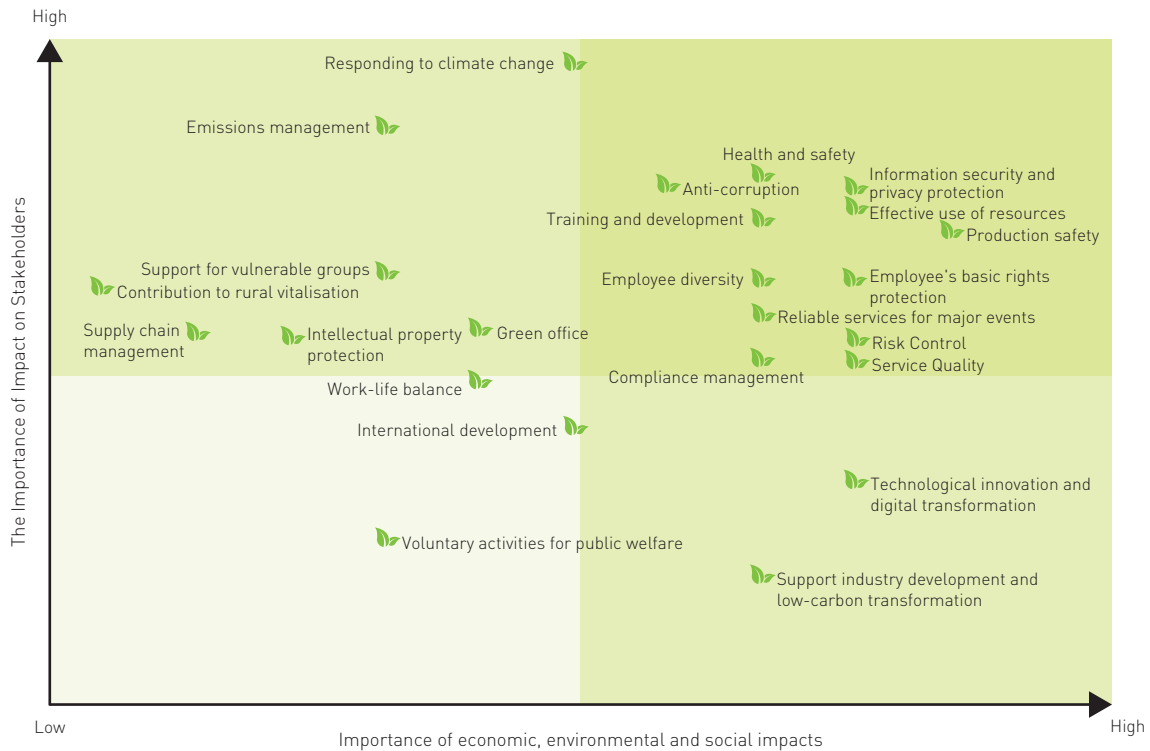 High
Responding to climate change
Emissions management
Health and safety
Information security and
privacy protection
Anti-corruption
Effective use of resources
Training and development
Production safety
Support for vulnerable groups
Contribution to rural vitalisation
Employee diversity
Employee's basic rights
protection
Reliable services for major events
Supply chain
management
Intellectual property
protection
Green office
Risk Control
Service Quality
Compliance management
Work-life balance
International development
Technological innovation and
digital transformation
Voluntary activities for public welfare
Support industry development and
low-carbon transformation
The Importance of Impact on Stakeholders
Low
High
Importance of economic, environmental and social impacts